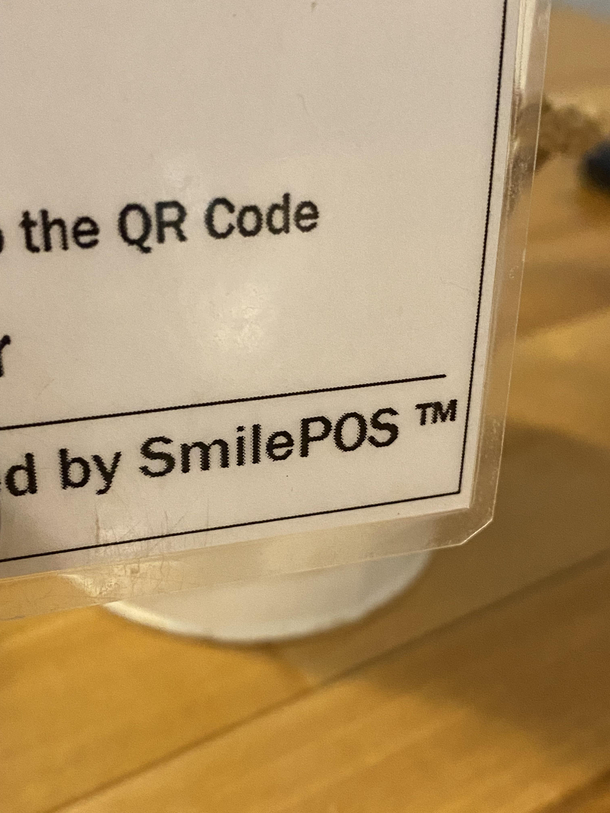 the QR Code
by SmilePOS ™